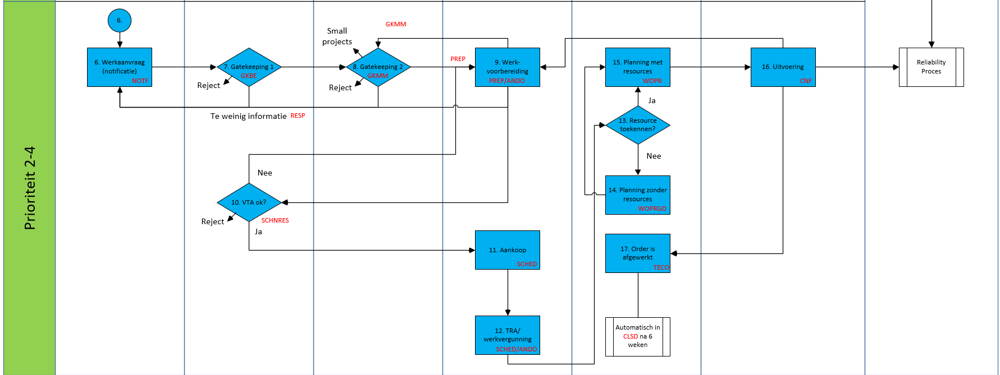 Prioriteit 2-4
6.
6. Werkaanvraag
(notificatie)
NOTF
7. Gatekeeping 1
GKBE
Reject
Small
projects
GKMM
8. Gatekeeping 2
GKMM
Reject
Te weinig informatie RESP
PREP
9. Werk-
voorbereiding
PREP/ANDO
Nee
10. VTA ok?
Reject
SCHNRES
Ja
11. Aankoop
SCHED
12. TRA/
werkvergunning
SCHED/ANDO
15. Planning met
resources
WOPR
Ja
13. Resource
toekennen?
Nee
14. Planning zonder
resources
WOPRGO
16. Uitvoering
CNF
17. Order is
afgewerkt
TECO
Automatisch in
CLSD na 6
weken
Reliability
Proces